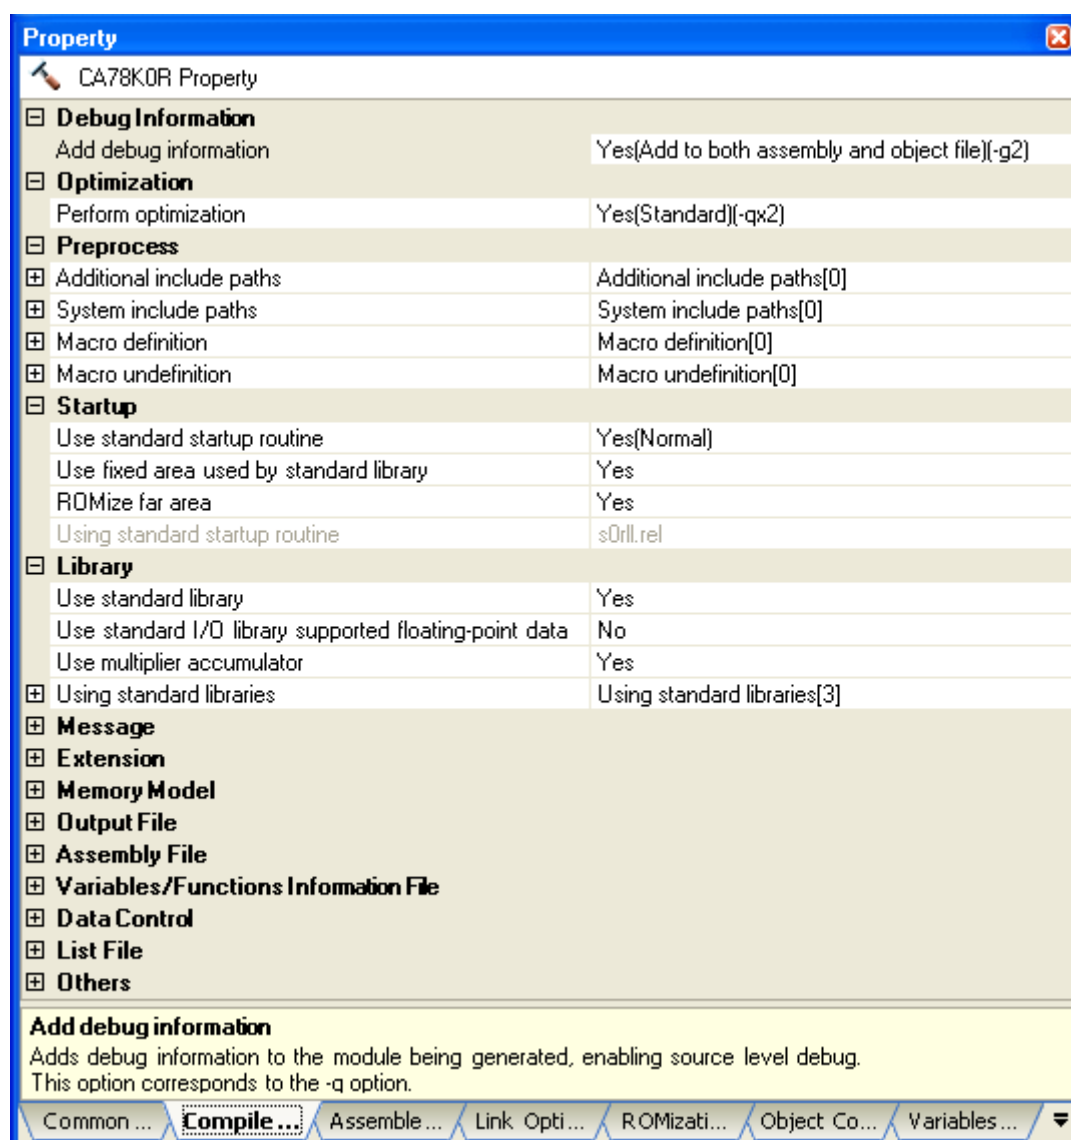 Property
CA78K0R Property
Debug Information
Add debug information Yes(Add to both assembly and object file)(-g2)
Optimization
Perform optimization Yes(Standard)(-qx2)
Preprocess
Additional include paths Additional include paths[0]
System include paths System include paths[0]
Macro definition Macro definition[0]
Macro undefinition Macro undefinition[0]
Startup
Use standard startup routine Yes(Normal)
Use fixed area used by standard library Yes
ROMize far area Yes
Using standard startup routine s0rll.rel
Library
Use standard library Yes
Use standard I/O library supported floating-point data No
Use multiplier accumulator Yes
Using standard libraries Using standard libraries[3]
Message
Extension
Memory Model
Output File
Assembly File
Variables/Functions Information File
Data Control
List File
Others
Add debug information
Adds debug information to the module being generated, enabling source level debug.
This option corresponds to the -g option.
Common ... Compile ... Assemble ... Link Opti... ROMizati... Object Co... Variables ...